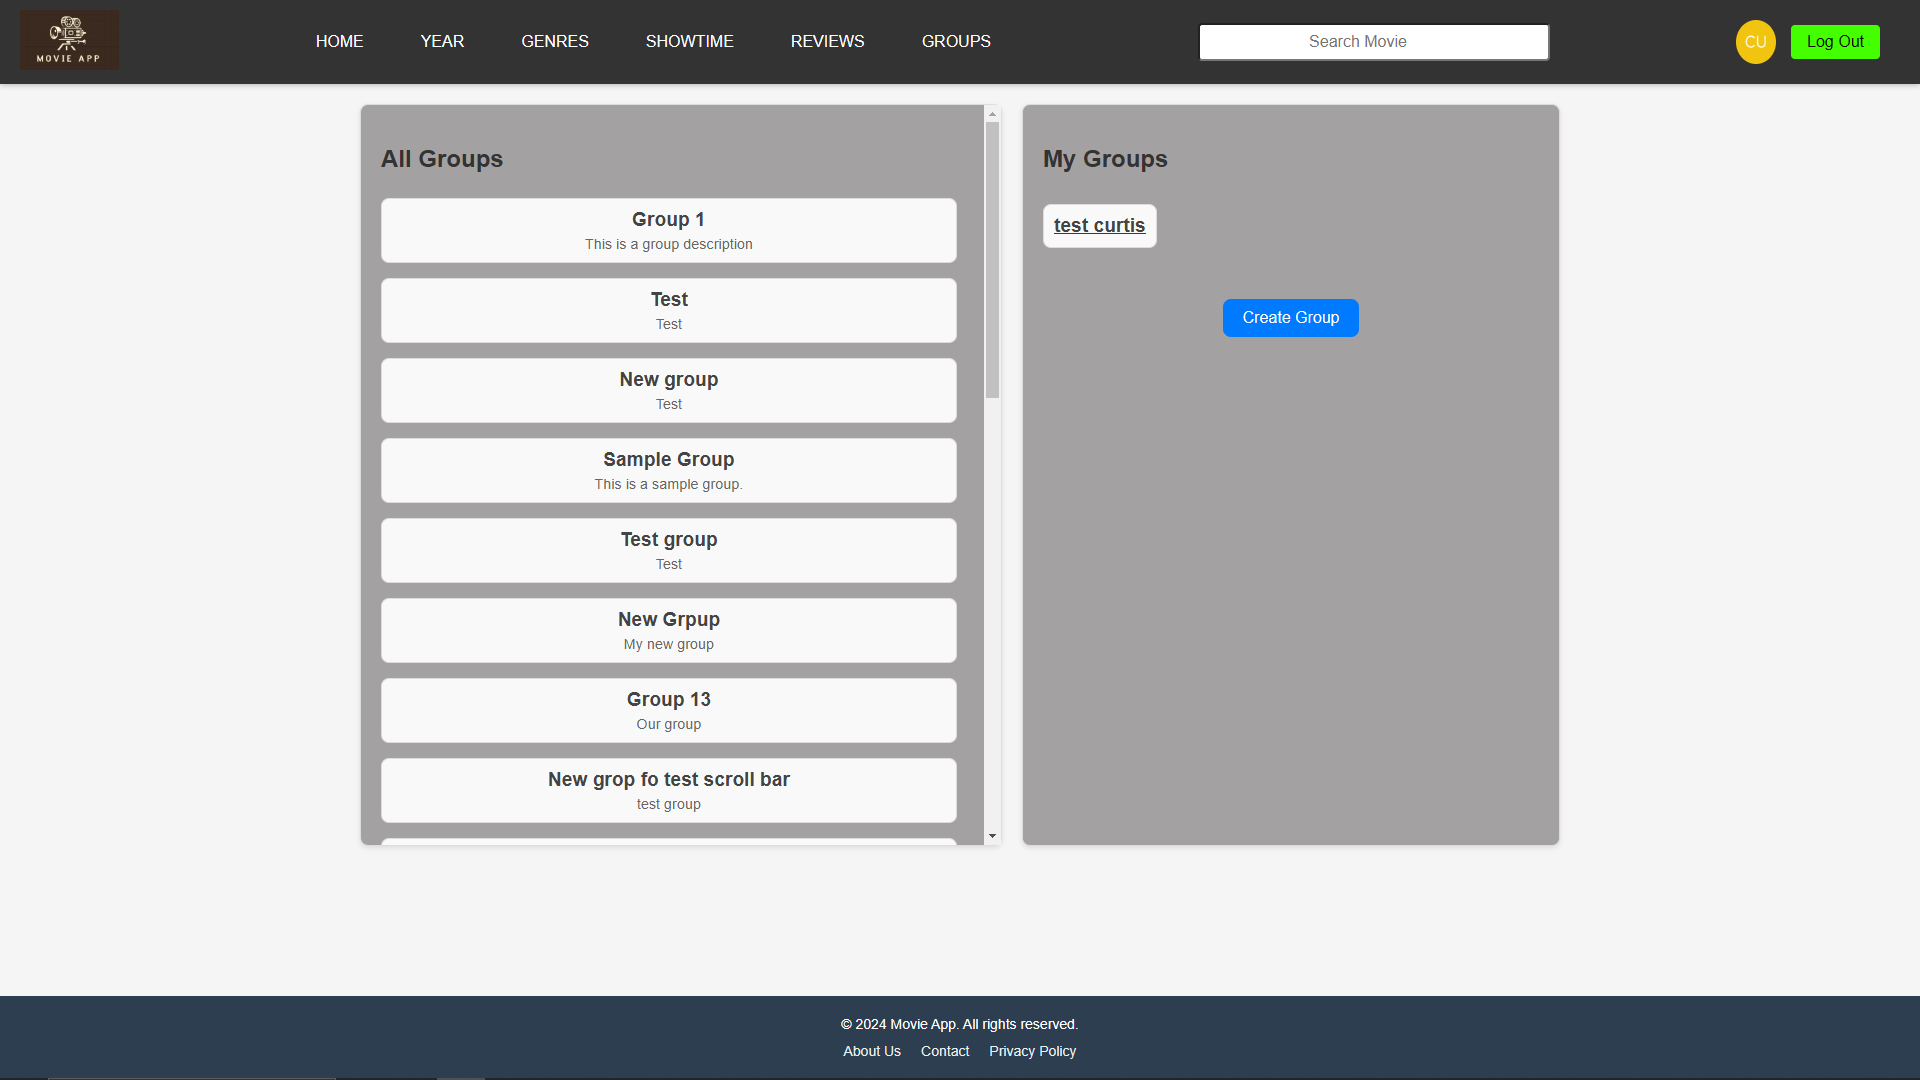 MOVIE APP
HOME
YEAR
GENRES
SHOWTIME
REVIEWS
GROUPS
Search Movie
CU
Log Out
All Groups
Group 1
This is a group description
Test
Test
New group
Test
Sample Group
This is a sample group.
Test group
Test
New Grpup
My new group
Group 13
Our group
New grop fo test scroll bar
test group
My Groups
test curtis
Create Group
© 2024 Movie App. All rights reserved.
About Us
Contact
Privacy Policy